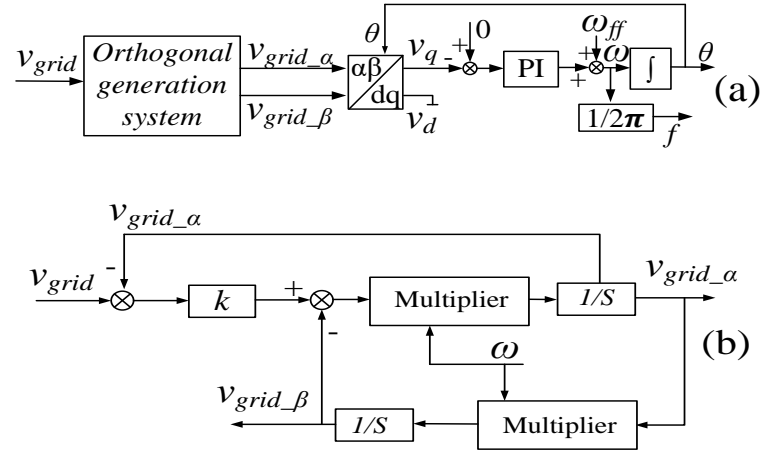 θ
v_grid
Orthogonal
generation
system
v_grid_α
v_grid_β
αβ
dq
v_q
v_d
-
+
0
PI
+
+
ω_ff
ω
∫
θ
1/2π
f
(a)
v_grid_α
-
v_grid
k
+
-
Multiplier
1/S
v_grid_α
ω
(b)
v_grid_β
1/S
Multiplier